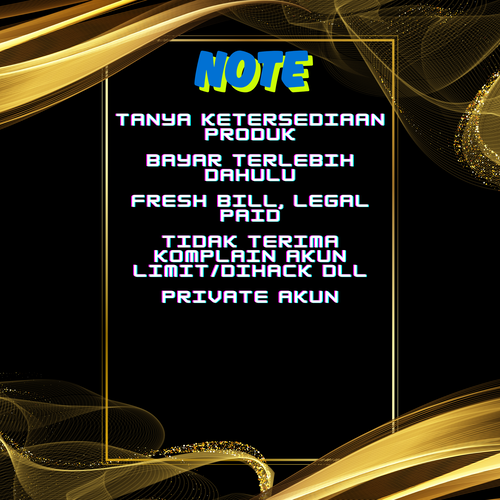 NOTE
TANYA KETERSEDIAAN
PRODUK
BAYAR TERLEBIH
DAHULU
FRESH BILL, LEGAL
PAID
TIDAK TERIMA
KOMPLAIN AKUN
LIMIT/DIHACK DLL
PRIVATE AKUN